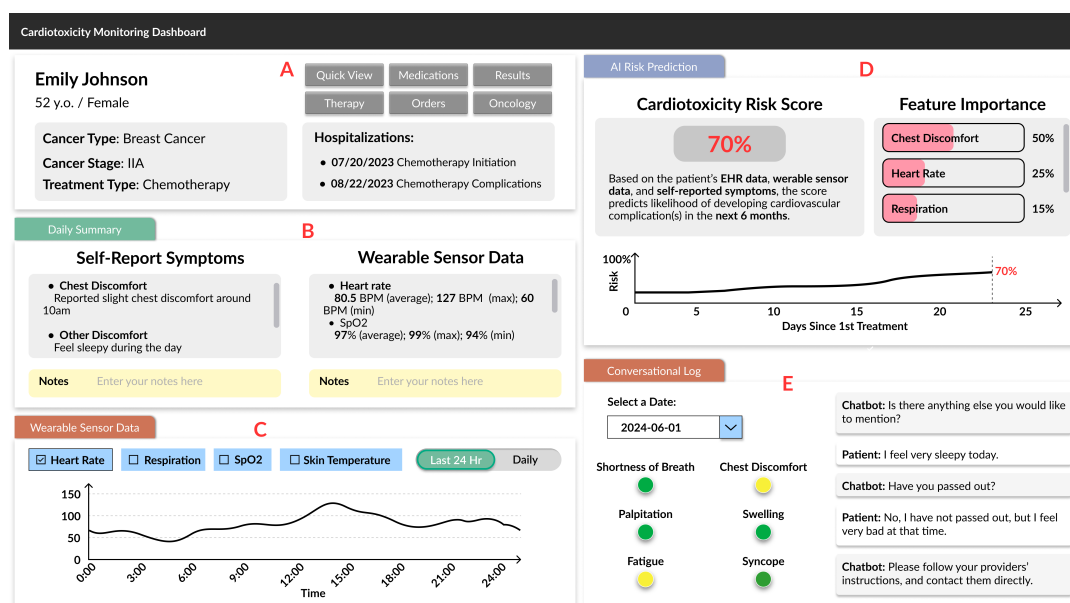 Cardiotoxicity Monitoring Dashboard
Emily Johnson
52 y.o. / Female
A
Quick View
Medications
Results
Therapy
Orders
Oncology
Cancer Type: Breast Cancer
Cancer Stage: IIA
Treatment Type: Chemotherapy
Hospitalizations:
• 07/20/2023 Chemotherapy Initiation
• 08/22/2023 Chemotherapy Complications
Daily Summary
B
Self-Report Symptoms
• Chest Discomfort
Reported slight chest discomfort around
10am
• Other Discomfort
Feel sleepy during the day
Notes Enter your notes here
Wearable Sensor Data
• Heart rate
80.5 BPM (average); 127 BPM (max); 60
BPM (min)
• SpO2
97% (average); 99% (max); 94% (min)
Notes Enter your notes here
Wearable Sensor Data
C
Heart Rate
Respiration
SpO2
Skin Temperature
Last 24 Hr
Daily
150
100
50
0
0:00
3:00
6:00
9:00
12:00
15:00
18:00
21:00
24:00
Time
AI Risk Prediction
D
Cardiotoxicity Risk Score
70%
Based on the patient's EHR data, werable sensor
data, and self-reported symptoms, the score
predicts likelihood of developing cardiovascular
complication(s) in the next 6 months.
Feature Importance
Chest Discomfort 50%
Heart Rate 25%
Respiration 15%
100%
Risk
70%
0
5
10
15
20
25
Days Since 1st Treatment
Conversational Log
E
Select a Date:
2024-06-01
Shortness of Breath
Chest Discomfort
Palpitation
Swelling
Fatigue
Syncope
Chatbot: Is there anything else you would like
to mention?
Patient: I feel very sleepy today.
Chatbot: Have you passed out?
Patient: No, I have not passed out, but I feel
very bad at that time.
Chatbot: Please follow your providers'
instructions, and contact them directly.